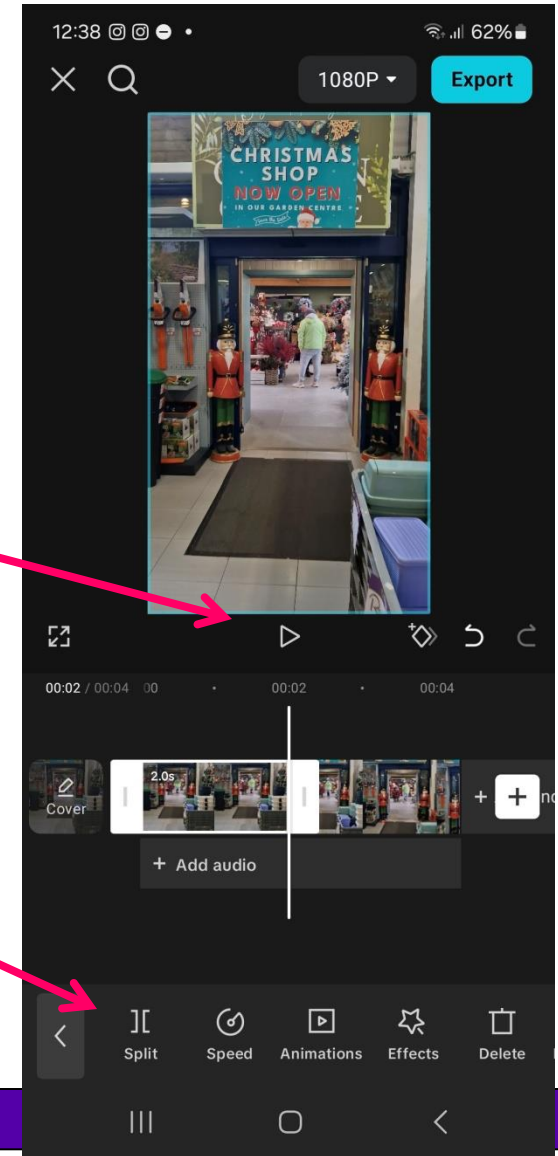 12:38
62%
1080P
Export
CHRISTMAS
SHOP
NOW OPEN
IN OUR GARDEN CENTRE
00:02 / 00:04
00
00:02
00:04
Cover
2.0s
+
+
+ Add audio
Split
Speed
Animations
Effects
Delete